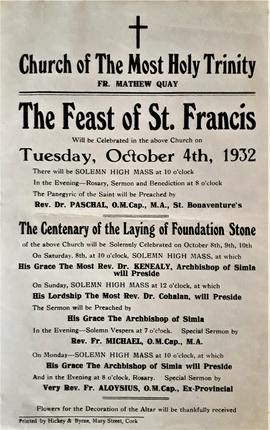 Church of The Most Holy Trinity
FR. MATHEW QUAY
The Feast of St. Francis
Will be Celebrated in the above Church on
Tuesday, October 4th, 1932
There will be SOLEMN HIGH MASS at 10 o'clock
In the Evening—Rosary, Sermon and Benediction at 8 o'clock
The Panegyric of the Saint will be Preached by
Rev. Dr. PASCHAL, O.M.Cap., M.A., St. Bonaventure's
The Centenary of the Laying of Foundation Stone
of the above Church will be Solemnly Celebrated on October 8th, 9th, 10th
On Saturday, 8th, at 10 o'clock, SOLEMN HIGH MASS, at which
His Grace The Most Rev. Dr. KENEALY, Archbishop of Simla
will Preside
On Sunday, SOLEMN HIGH MASS at 12 o'clock, at which
His Lordship The Most Rev. Dr. Cohalan, will Preside
The Sermon will be Preached by
His Grace The Archbishop of Simla
In the Evening—Solemn Vespers at 7 o'clock. Special Sermon by
Rev. Fr. MICHAEL, O.M.Cap., M.A.
On Monday—SOLEMN HIGH MASS at 10 o'clock, at which
His Grace The Archbishop of Simla will Preside
And in the Evening at 8 o'clock, Rosary. Special Sermon by
Very Rev. Fr. ALOYSIUS, O.M.Cap., Ex-Provincial
Flowers for the Decoration of the Altar will be thankfully received
Printed by Hickey & Byrne, Mary Street, Cork